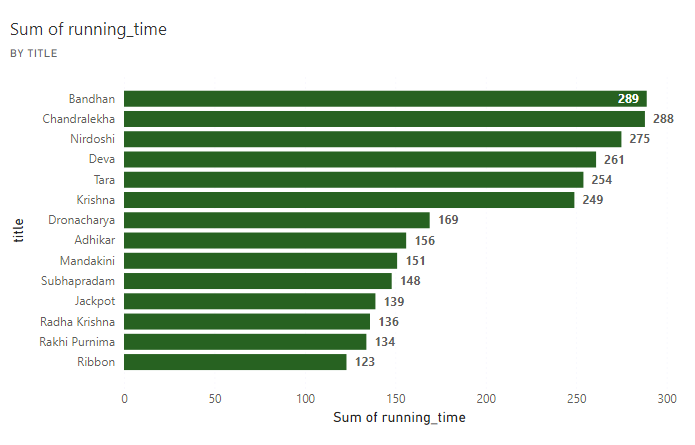 Sum of running_time
BY TITLE
Bandhan 289
Chandralekha 288
Nirdoshi 275
Deva 261
Tara 254
Krishna 249
Dronacharya 169
Adhikar 156
Mandakini 151
Subhapradam 148
Jackpot 139
Radha Krishna 136
Rakhi Purnima 134
Ribbon 123
title
0 50 100 150 200 250 300
Sum of running_time